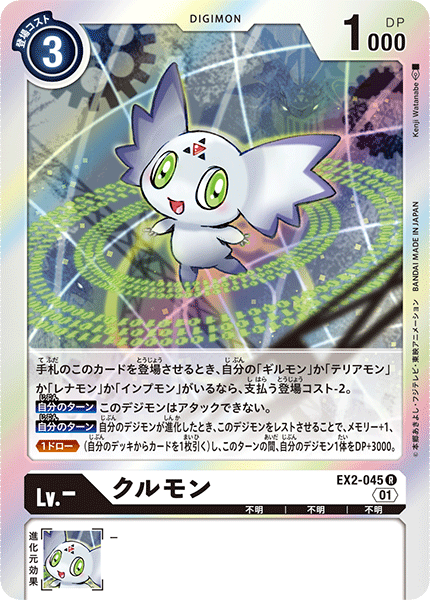 登場コスト
3
DIGIMON
DP
1000
Kenji Watanabe
BANDAI MADE IN JAPAN
©本郷あきよし・フジテレビ・東映アニメーション
手札のこのカードを登場させるとき、自分の「ギルモン」か「テリアモン」
か「レナモン」か「インプモン」がいるなら、支払う登場コスト-2。
自分のターン このデジモンはアタックできない。
自分のターン 自分のデジモンが進化したとき、このデジモンをレストさせることで、メモリー+1、
1ドロー (自分のデッキからカードを1枚引く)し、このターンの間、自分のデジモン1体をDP+3000。
EX2-045 R
01
Lv.ー
クルモン
不明 不明 不明
進化元効果
ー